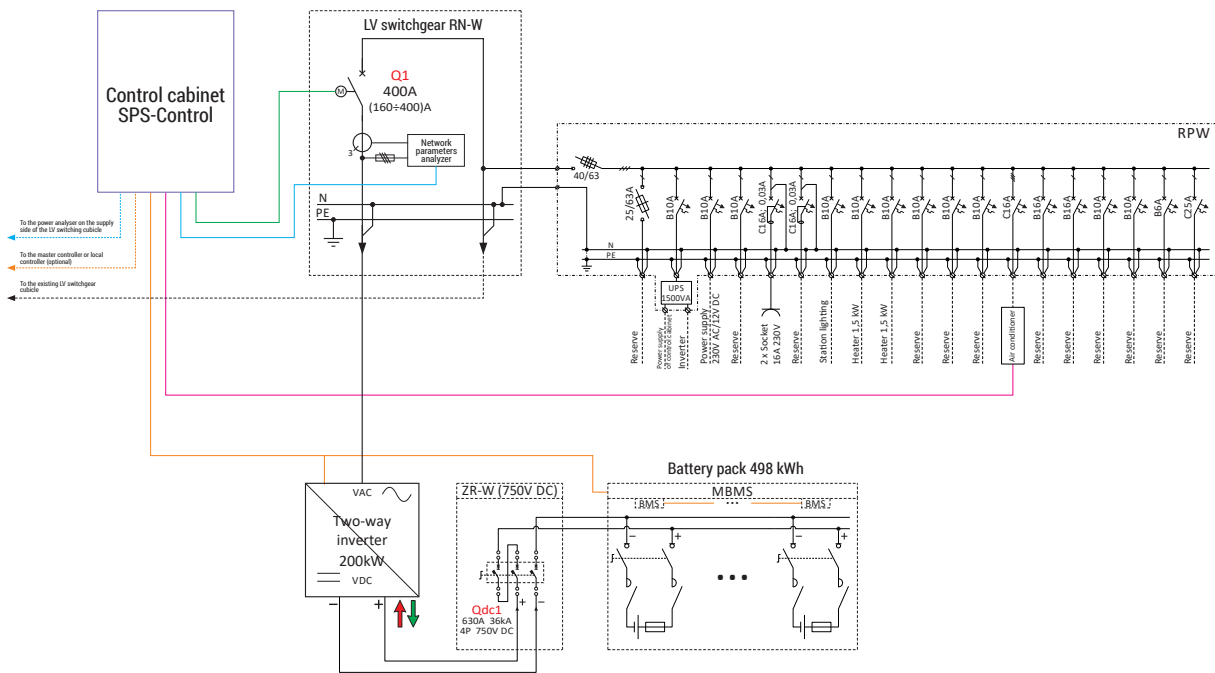 LV switchgear RN-W
Control cabinet
SPS-Control
Q1
400A
(160÷400)A
M
3
Network
parameters
analyzer
N
PE
To the power analyser on the supply
side of the LV switching cubicle
To the master controller or local
controller (optional)
To the existing LV switchgear
cubicle
RPW
40/63
25/63A
B10A
B10A
B10A
C16A; 0,03A
C16A; 0,03A
B10A
B10A
B10A
B10A
B10A
B10A
C16A
B16A
B16A
B10A
B10A
B6A
C25A
N
PE
UPS
1500VA
Reserve
Power supply
of control cabinet
Inverter
Power supply
230V AC/12V DC
Reserve
2 x Socket
16A 230V
Reserve
Station lighting
Heater 1,5 kW
Heater 1,5 kW
Reserve
Reserve
Reserve
Air conditioner
Reserve
Reserve
Reserve
Reserve
Reserve
Reserve
VAC
Two-way
inverter
200kW
VDC
− +
ZR-W (750V DC)
+ −
Qdc1
630A 36kA
4P 750V DC
Battery pack 498 kWh
MBMS
BMS ... BMS
− + − +